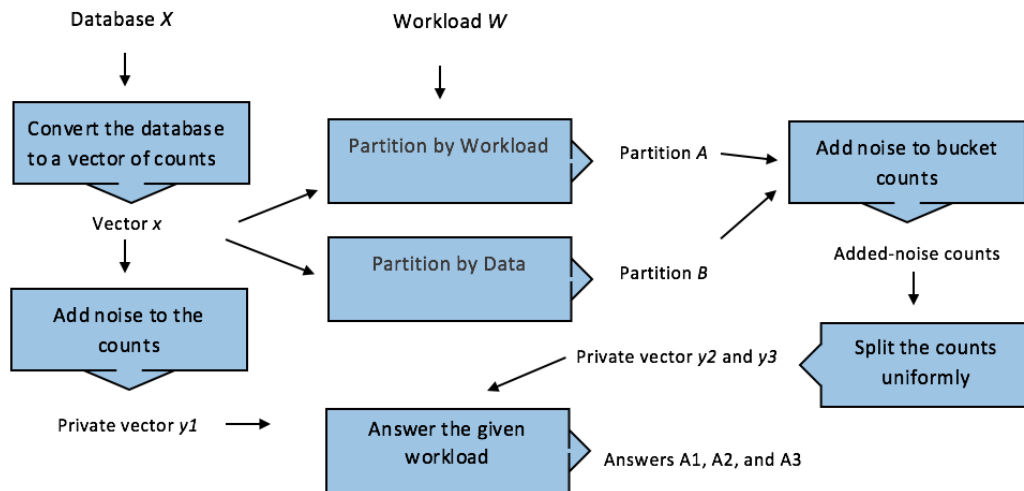 Database X
Workload W
Convert the database
to a vector of counts
Partition by Workload
Partition A
Add noise to bucket
counts
Vector x
Partition by Data
Partition B
Added-noise counts
Add noise to the
counts
Private vector y2 and y3
Split the counts
uniformly
Private vector y1
Answer the given
workload
Answers A1, A2, and A3